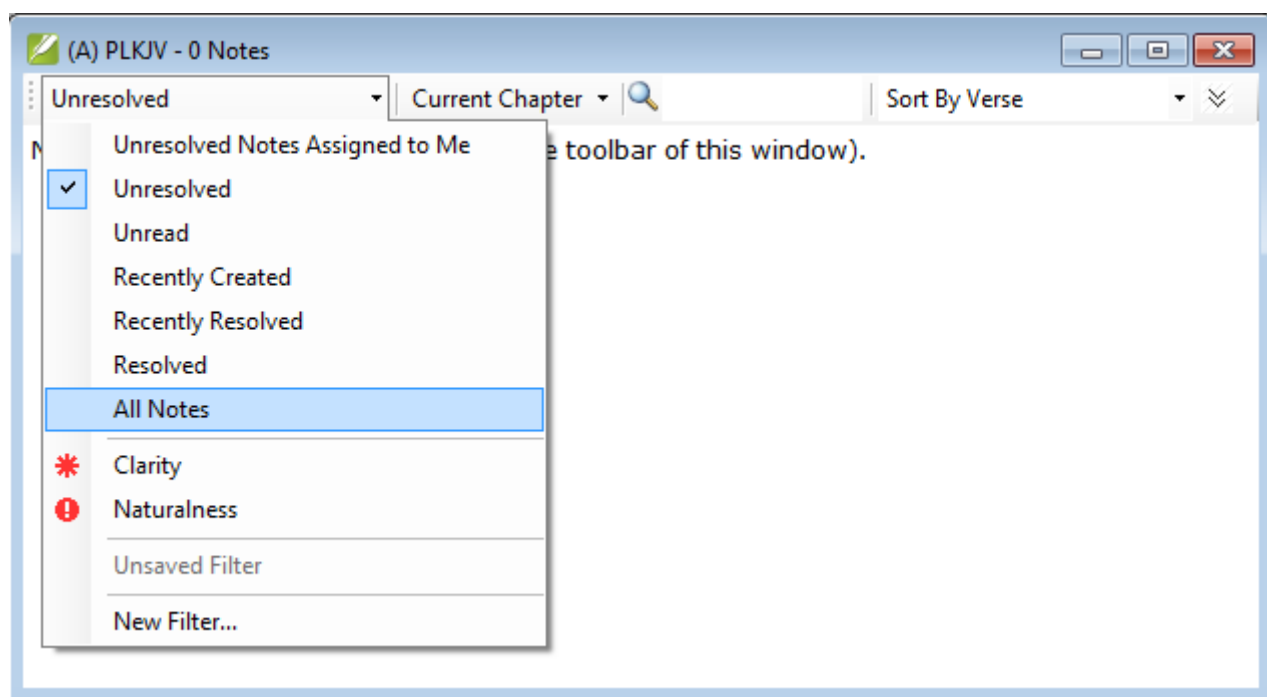 (A) PLKJV - 0 Notes
Unresolved Current Chapter Sort By Verse
toolbar of this window).
Unresolved Notes Assigned to Me
Unresolved
Unread
Recently Created
Recently Resolved
Resolved
All Notes
Clarity
Naturalness
Unsaved Filter
New Filter...